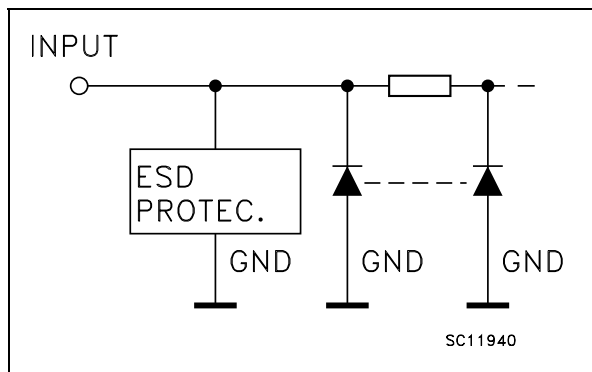 INPUT
ESD
PROTEC.
GND
GND
GND
SC11940